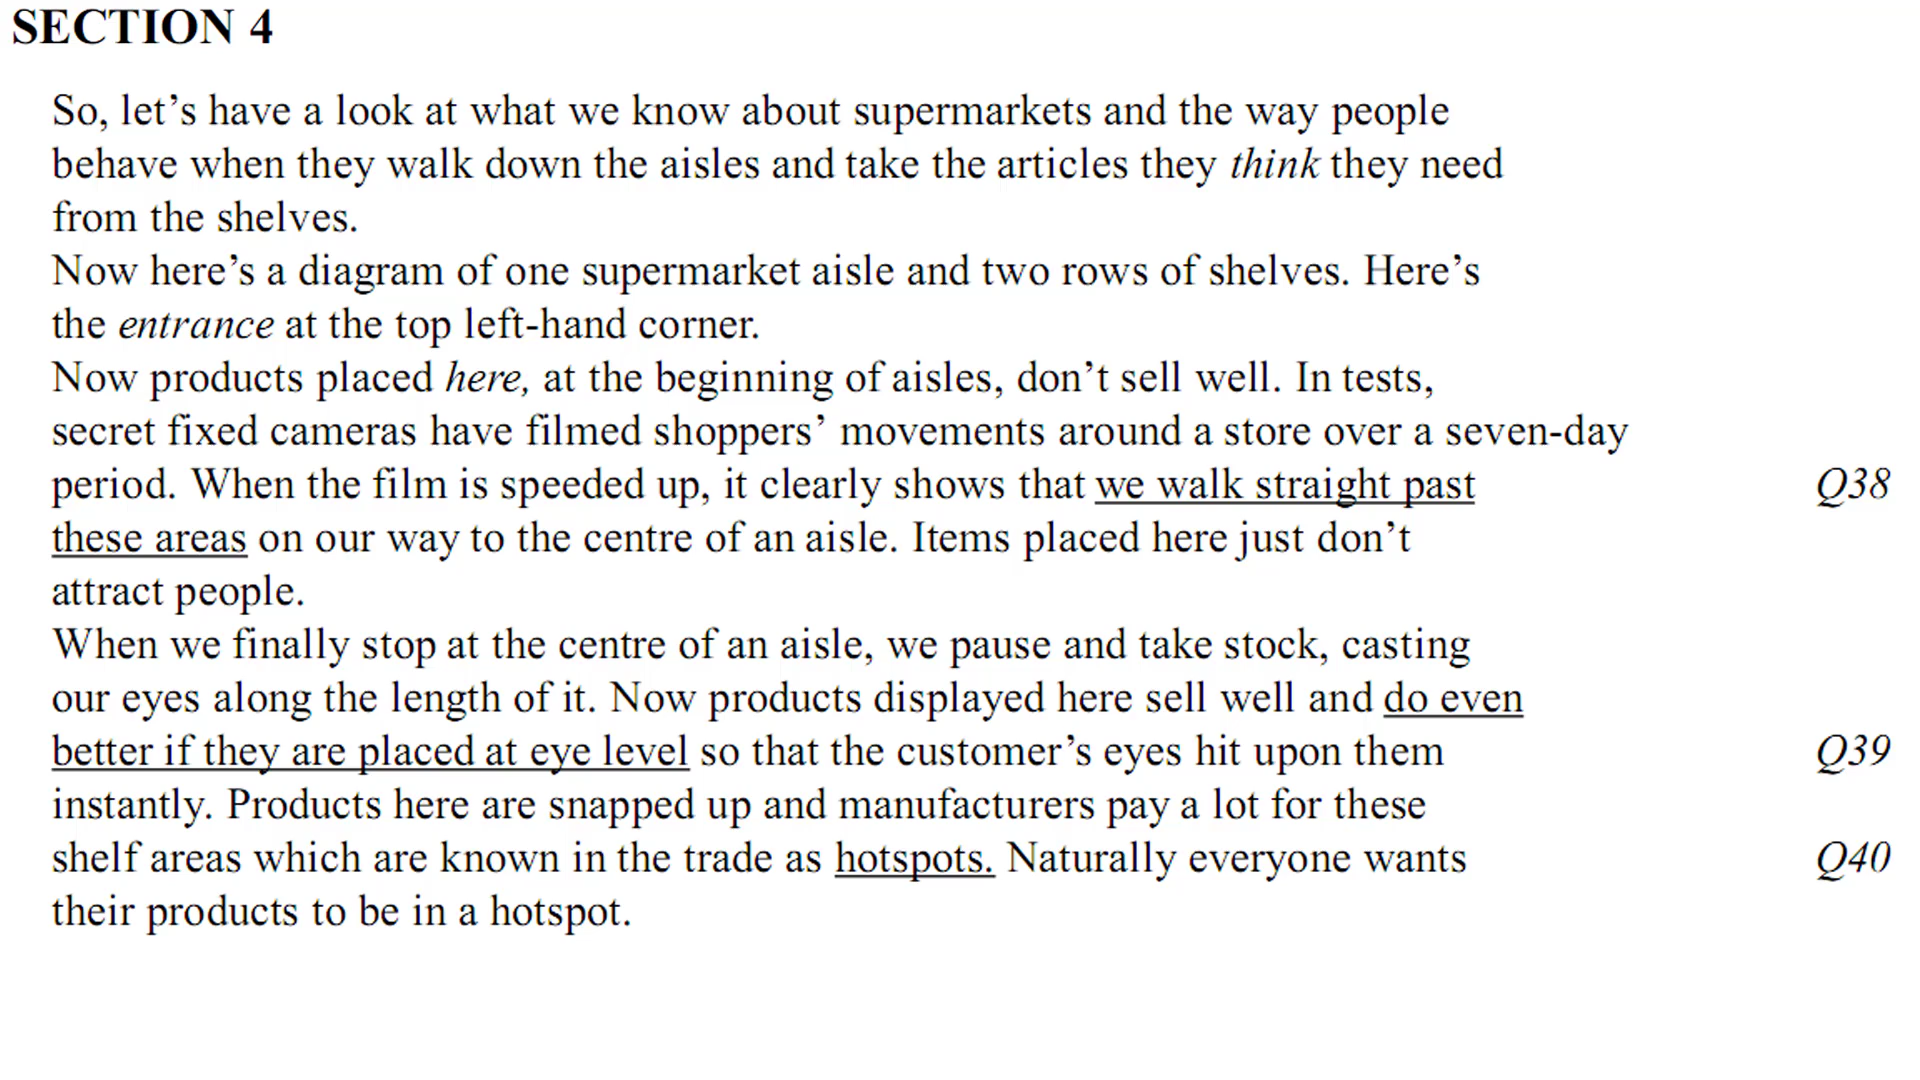 SECTION 4
So, let’s have a look at what we know about supermarkets and the way people
behave when they walk down the aisles and take the articles they think they need
from the shelves.
Now here’s a diagram of one supermarket aisle and two rows of shelves. Here’s
the entrance at the top left-hand corner.
Now products placed here, at the beginning of aisles, don’t sell well. In tests,
secret fixed cameras have filmed shoppers’ movements around a store over a seven-day
period. When the film is speeded up, it clearly shows that we walk straight past Q38
these areas on our way to the centre of an aisle. Items placed here just don’t
attract people.
When we finally stop at the centre of an aisle, we pause and take stock, casting
our eyes along the length of it. Now products displayed here sell well and do even
better if they are placed at eye level so that the customer’s eyes hit upon them Q39
instantly. Products here are snapped up and manufacturers pay a lot for these
shelf areas which are known in the trade as hotspots. Naturally everyone wants Q40
their products to be in a hotspot.